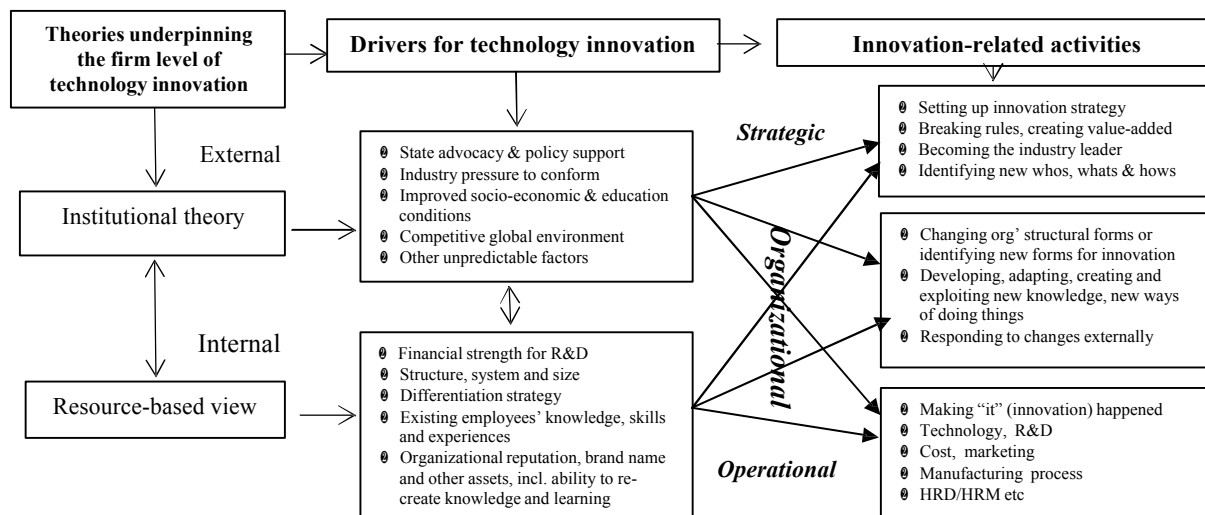 Theories underpinning
the firm level of
technology innovation
Drivers for technology innovation
Innovation-related activities
External
Institutional theory
Internal
Resource-based view
State advocacy & policy support
Industry pressure to conform
Improved socio-economic & education
conditions
Competitive global environment
Other unpredictable factors
Financial strength for R&D
Structure, system and size
Differentiation strategy
Existing employees’ knowledge, skills
and experiences
Organizational reputation, brand name
and other assets, incl. ability to re-
create knowledge and learning
Strategic
Organizational
Operational
Setting up innovation strategy
Breaking rules, creating value-added
Becoming the industry leader
Identifying new whos, whats & hows
Changing org’ structural forms or
identifying new forms for innovation
Developing, adapting, creating and
exploiting new knowledge, new ways
of doing things
Responding to changes externally
Making “it” (innovation) happened
Technology, R&D
Cost, marketing
Manufacturing process
HRD/HRM etc